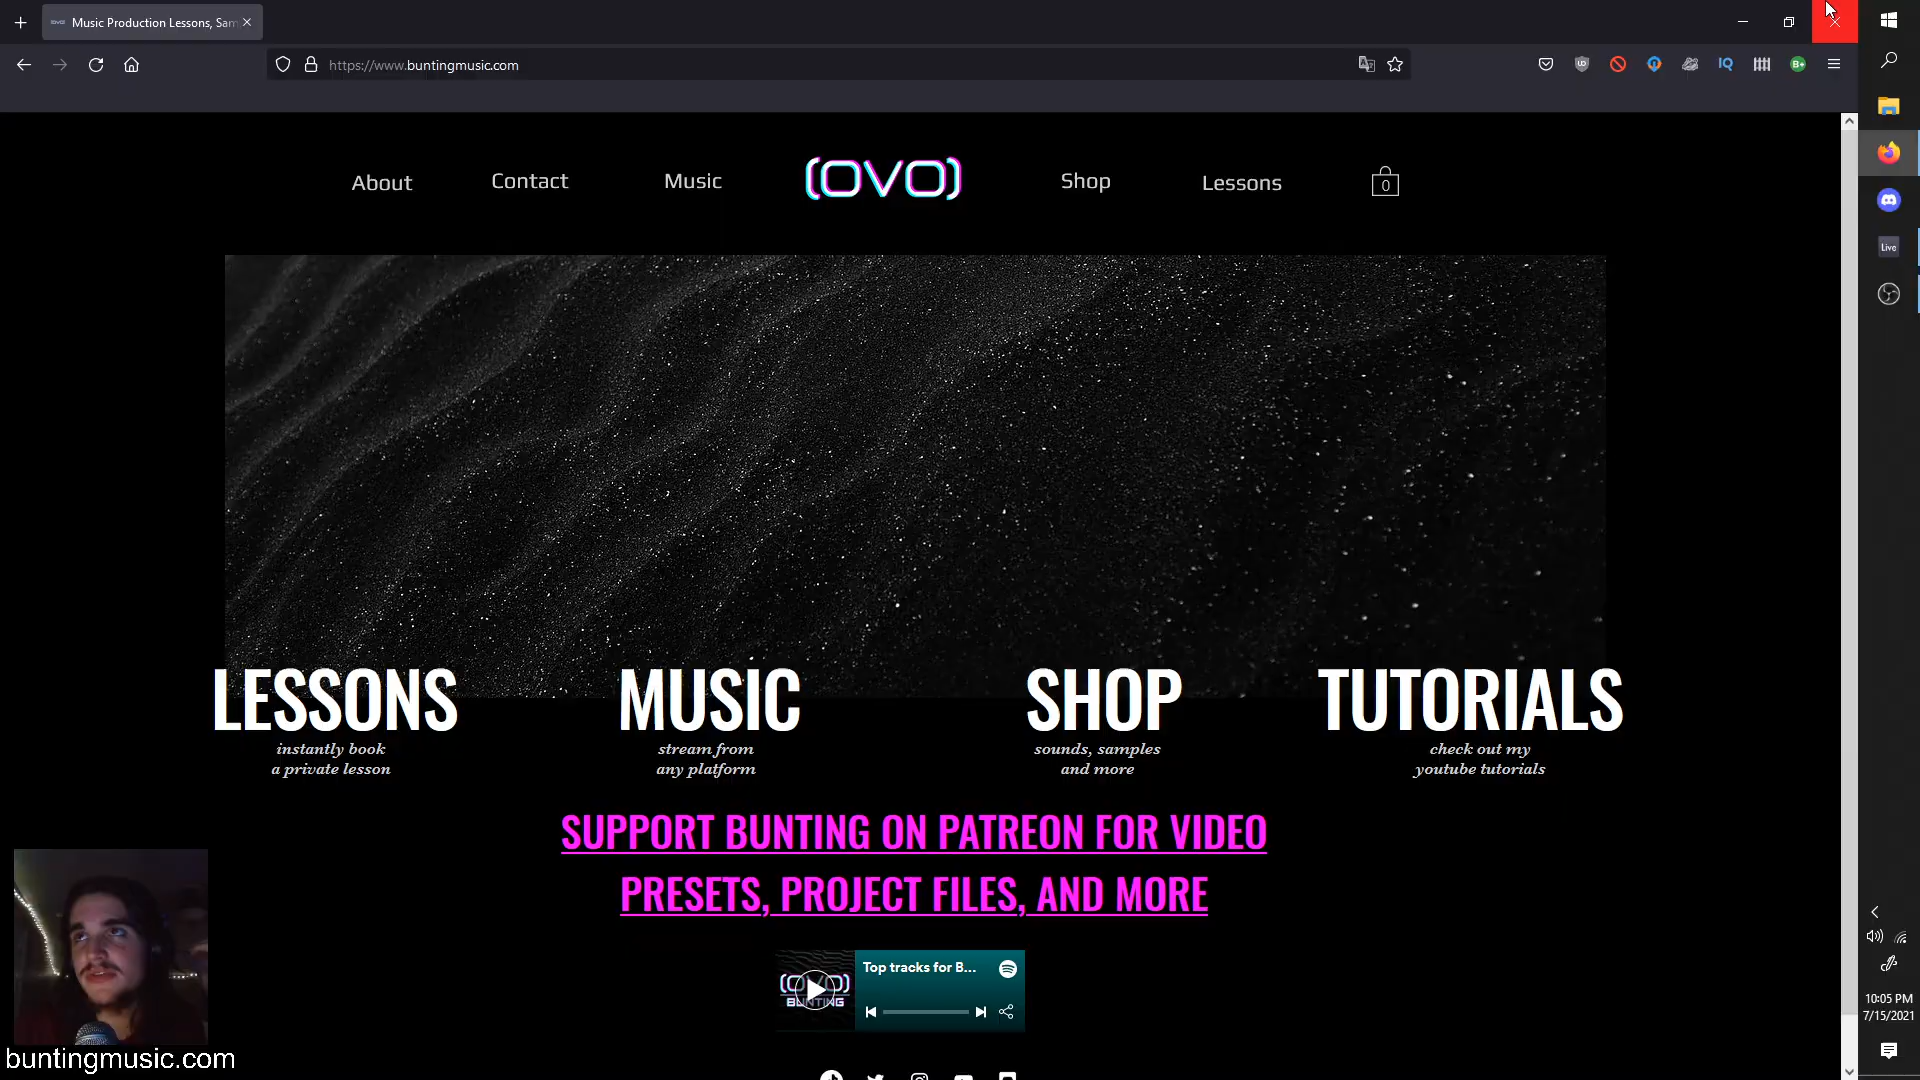 Music Production Lessons, Sam
https://www.buntingmusic.com
IQ
B+
About
Contact
Music
(OVO)
Shop
Lessons
0
Live
LESSONS
MUSIC
SHOP
TUTORIALS
instantly book
a private lesson
stream from
any platform
sounds, samples
and more
check out my
youtube tutorials
SUPPORT BUNTING ON PATREON FOR VIDEO
PRESETS, PROJECT FILES, AND MORE
(OVO)
BUNTING
Top tracks for B...
10:05 PM
7/15/2021
buntingmusic.com